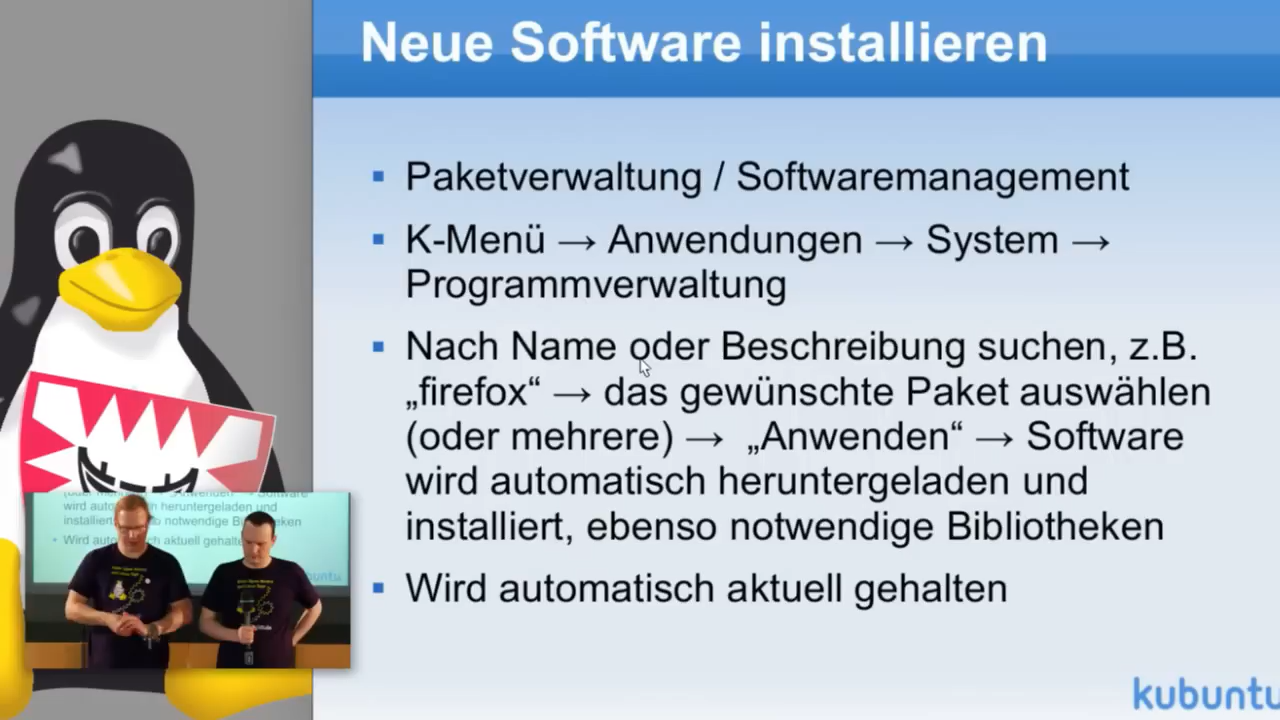 Neue Software installieren
Paketverwaltung / Softwaremanagement
K-Menü → Anwendungen → System →
Programmverwaltung
Nach Name oder Beschreibung suchen, z.B.
„firefox“ → das gewünschte Paket auswählen
(oder mehrere) → „Anwenden“ → Software
wird automatisch heruntergeladen und
installiert, ebenso notwendige Bibliotheken
Wird automatisch aktuell gehalten
kubuntu